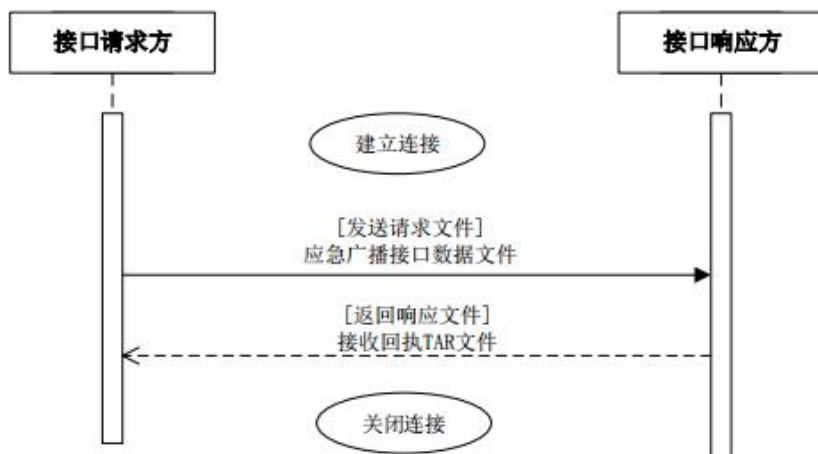 接口请求方
接口响应方
建立连接
[发送请求文件]
应急广播接口数据文件
[返回响应文件]
接收回执TAR文件
关闭连接